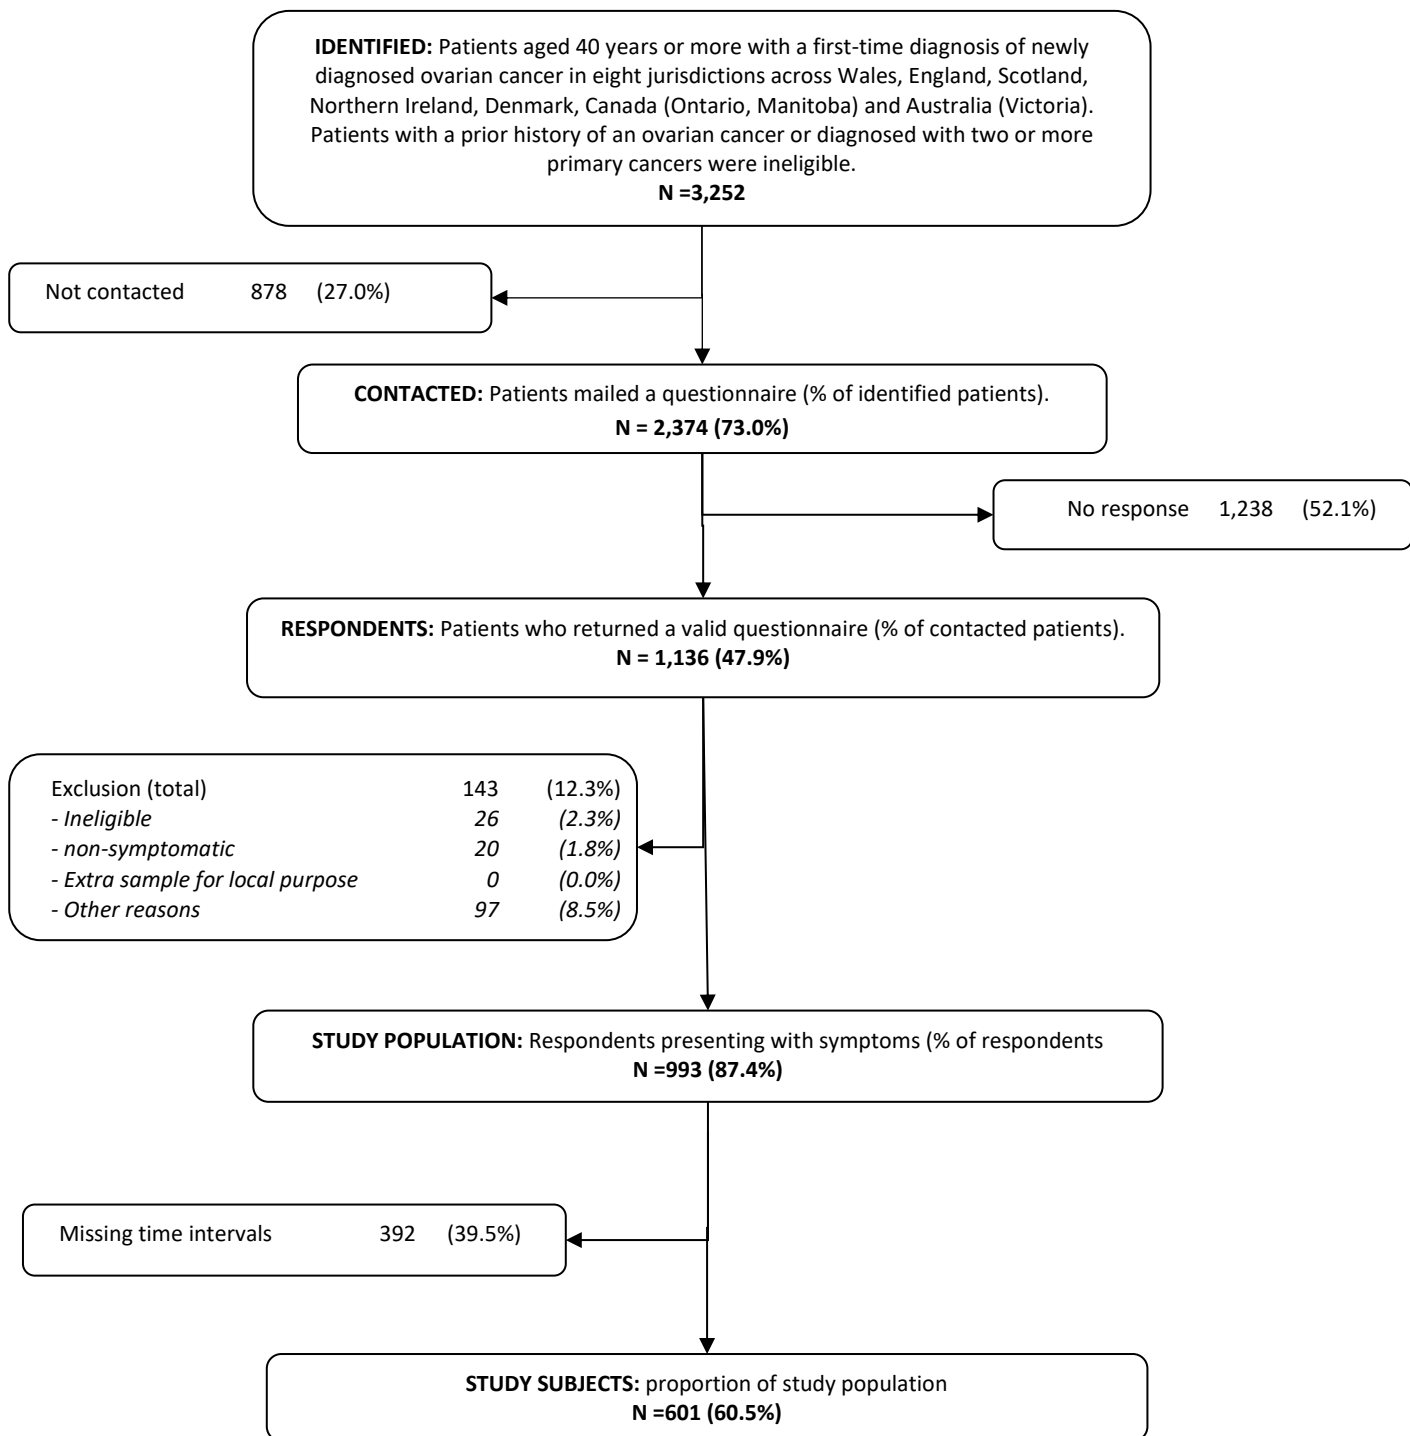 IDENTIFIED: Patients aged 40 years or more with a first-time diagnosis of newly
diagnosed ovarian cancer in eight jurisdictions across Wales, England, Scotland,
Northern Ireland, Denmark, Canada (Ontario, Manitoba) and Australia (Victoria).
Patients with a prior history of an ovarian cancer or diagnosed with two or more
primary cancers were ineligible.
N =3,252
Not contacted 878 (27.0%)
CONTACTED: Patients mailed a questionnaire (% of identified patients).
N = 2,374 (73.0%)
No response 1,238 (52.1%)
RESPONDENTS: Patients who returned a valid questionnaire (% of contacted patients).
N = 1,136 (47.9%)
Exclusion (total) 143 (12.3%)
- Ineligible 26 (2.3%)
- non-symptomatic 20 (1.8%)
- Extra sample for local purpose 0 (0.0%)
- Other reasons 97 (8.5%)
STUDY POPULATION: Respondents presenting with symptoms (% of respondents
N =993 (87.4%)
Missing time intervals 392 (39.5%)
STUDY SUBJECTS: proportion of study population
N =601 (60.5%)